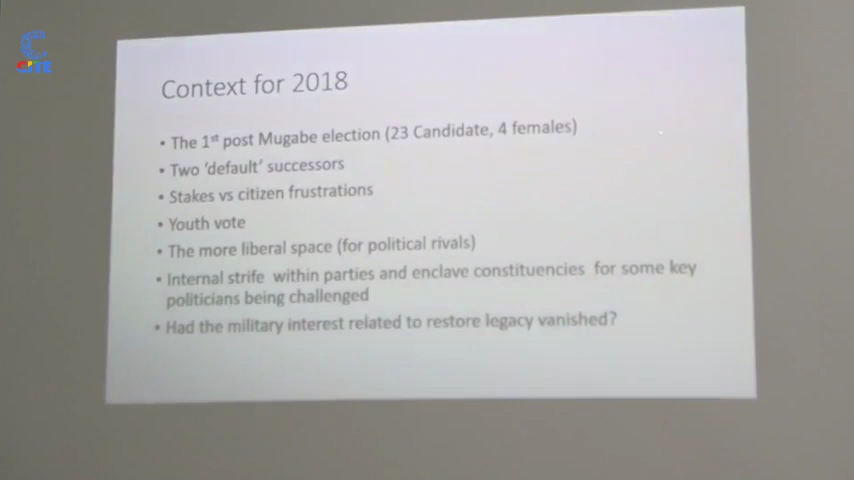 CITE
Context for 2018
• The 1st post Mugabe election (23 Candidate, 4 females)
• Two 'default' successors
• Stakes vs citizen frustrations
• Youth vote
• The more liberal space (for political rivals)
• Internal strife within parties and enclave constituencies for some key
politicians being challenged
• Had the military interest related to restore legacy vanished?